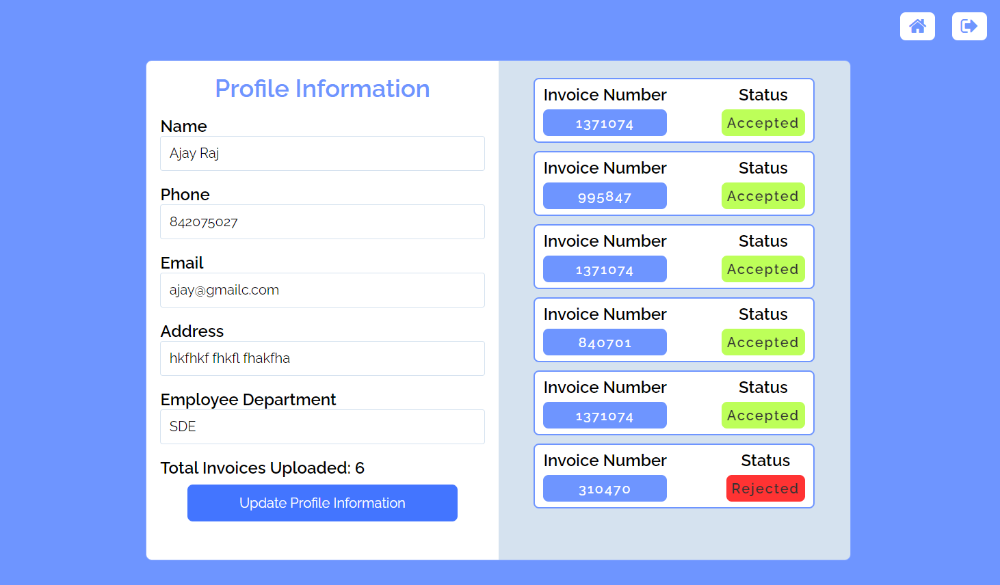 Profile Information
Name
Ajay Raj
Phone
842075027
Email
ajay@gmailc.com
Address
hkfhkf fhkfl fhakfha
Employee Department
SDE
Total Invoices Uploaded: 6
Update Profile Information
Invoice Number Status
1371074 Accepted
Invoice Number Status
995847 Accepted
Invoice Number Status
1371074 Accepted
Invoice Number Status
840701 Accepted
Invoice Number Status
1371074 Accepted
Invoice Number Status
310470 Rejected